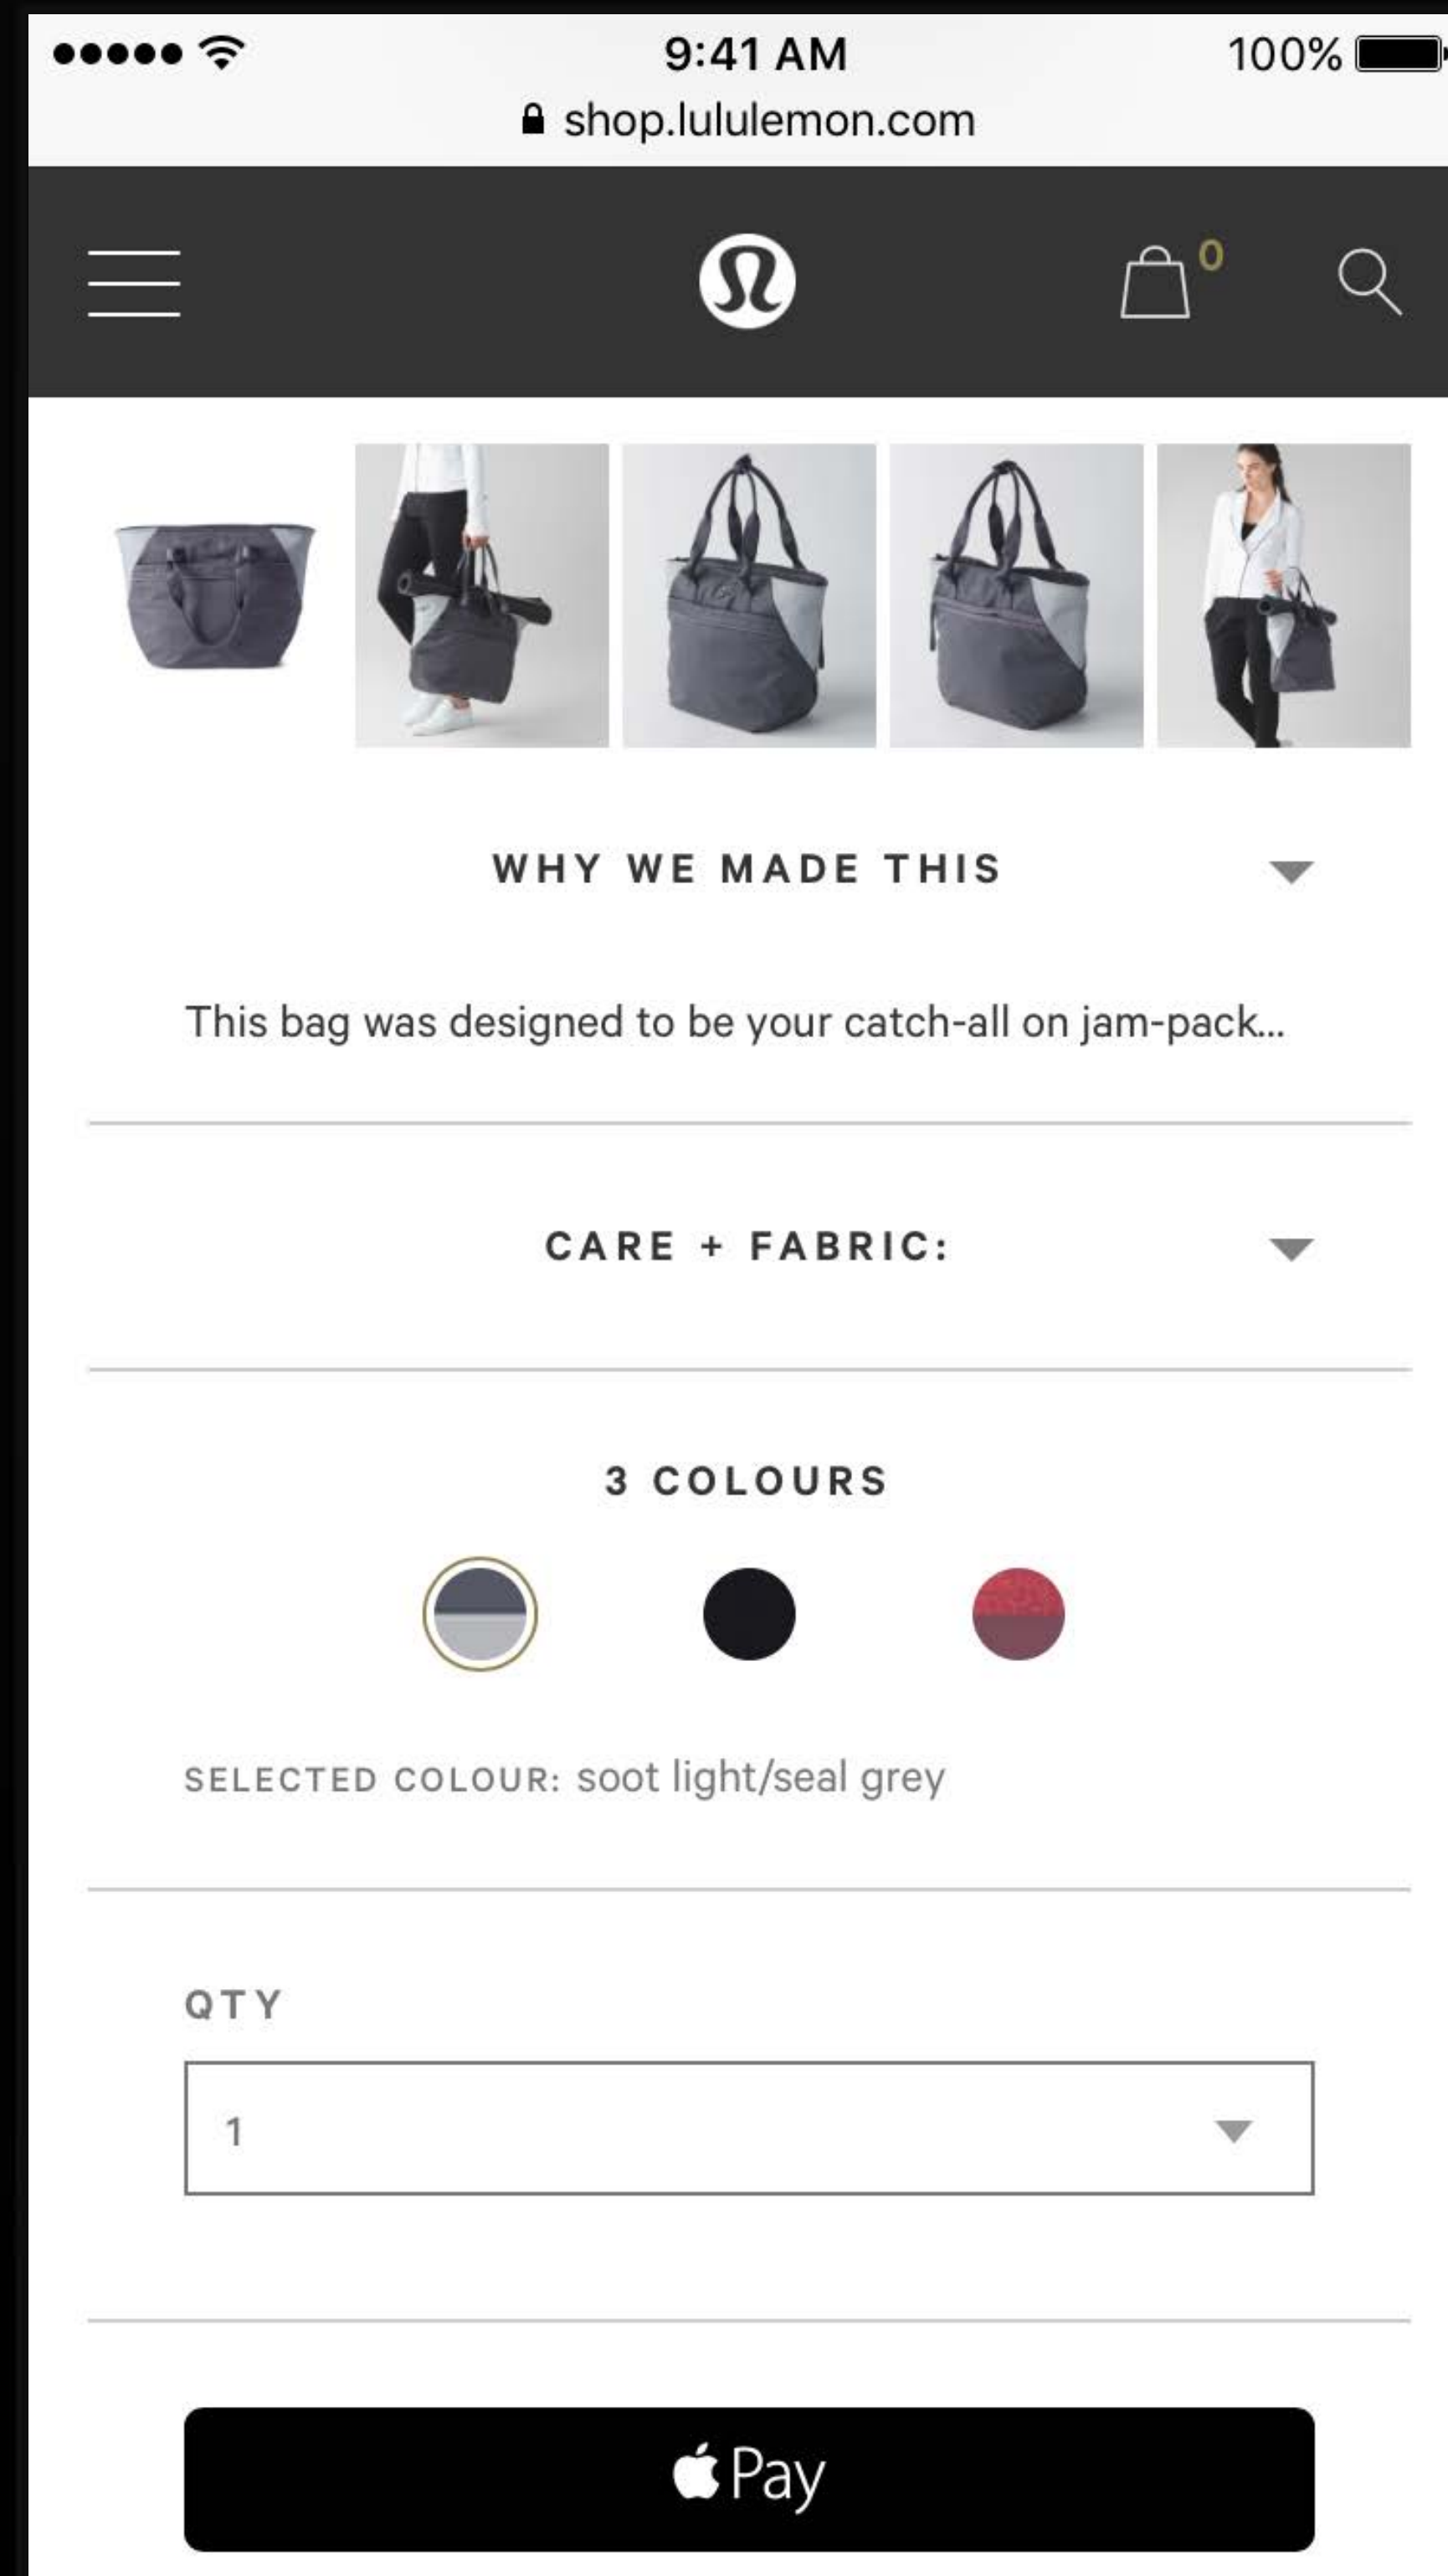 9:41 AM
100%
shop.lululemon.com
0
WHY WE MADE THIS
This bag was designed to be your catch-all on jam-pack...
CARE + FABRIC:
3 COLOURS
SELECTED COLOUR: soot light/seal grey
QTY
1
Pay